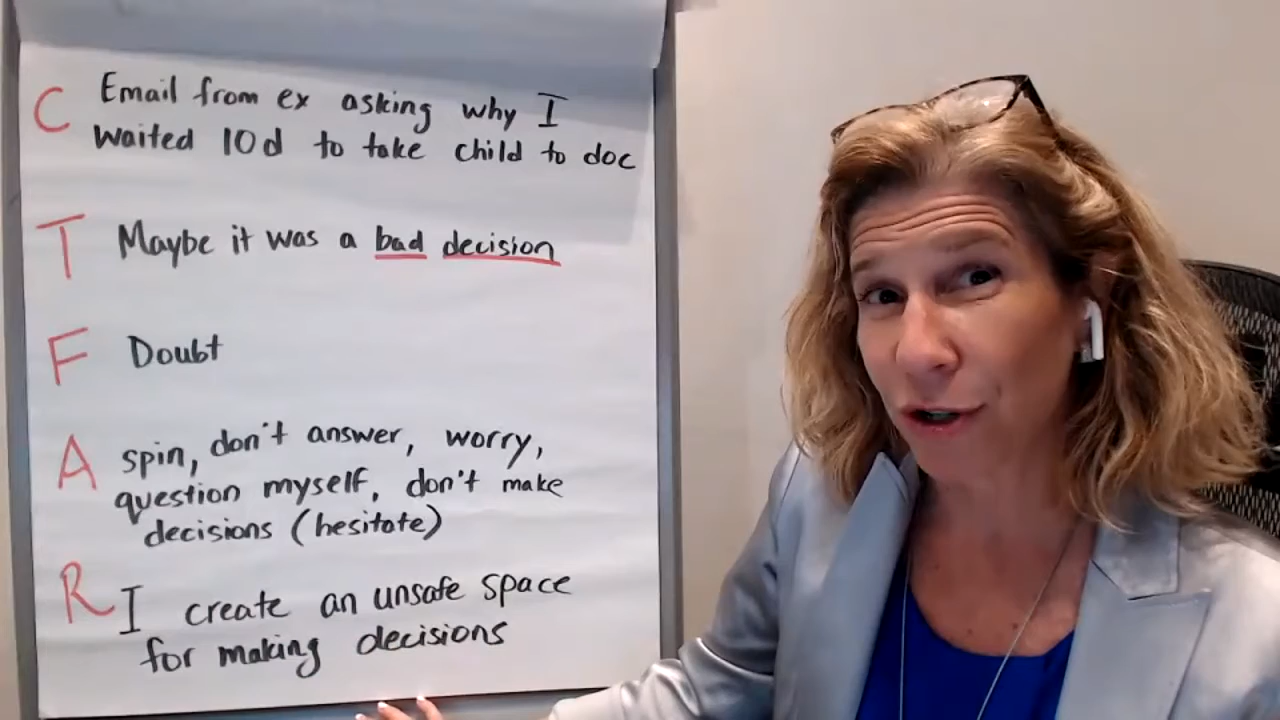 C Email from ex asking why I
waited 10d to take child to doc
T Maybe it was a bad decision
F Doubt
A spin, don't answer, worry,
question myself, don't make
decisions (hesitate)
R I create an unsafe space
for making decisions